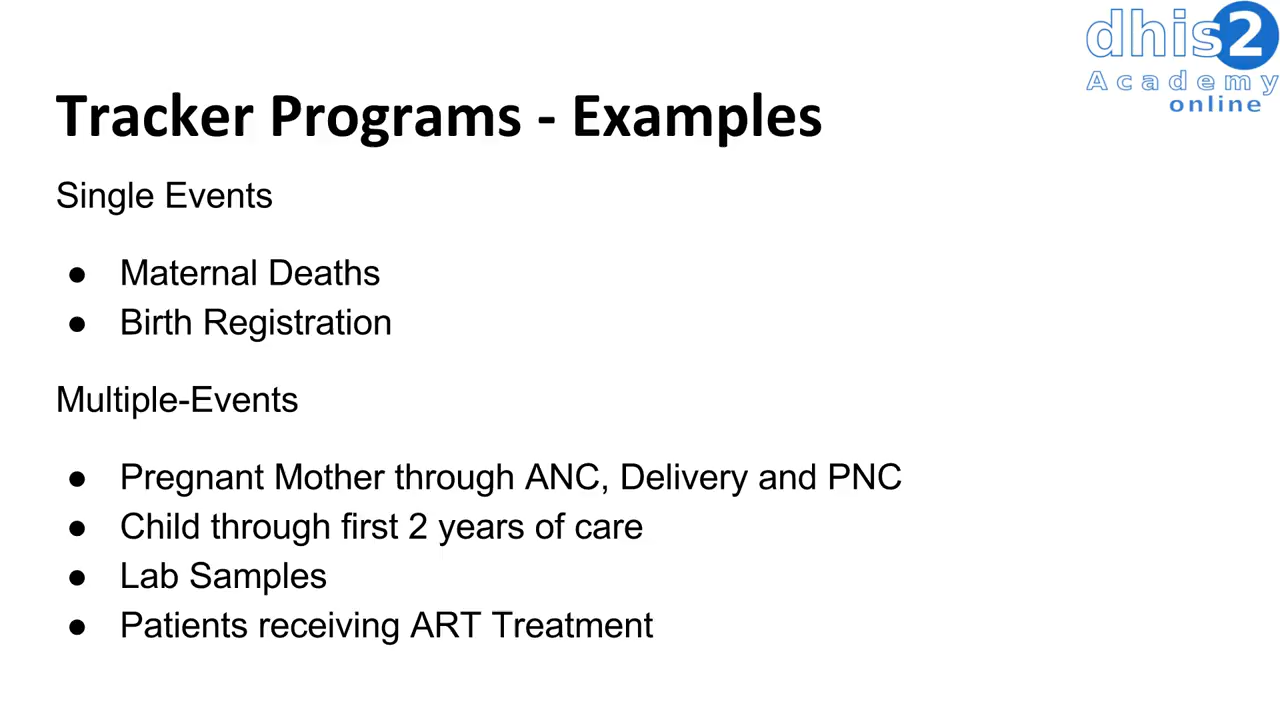 dhis2
Academy
online
Tracker Programs - Examples
Single Events
● Maternal Deaths
● Birth Registration
Multiple-Events
● Pregnant Mother through ANC, Delivery and PNC
● Child through first 2 years of care
● Lab Samples
● Patients receiving ART Treatment